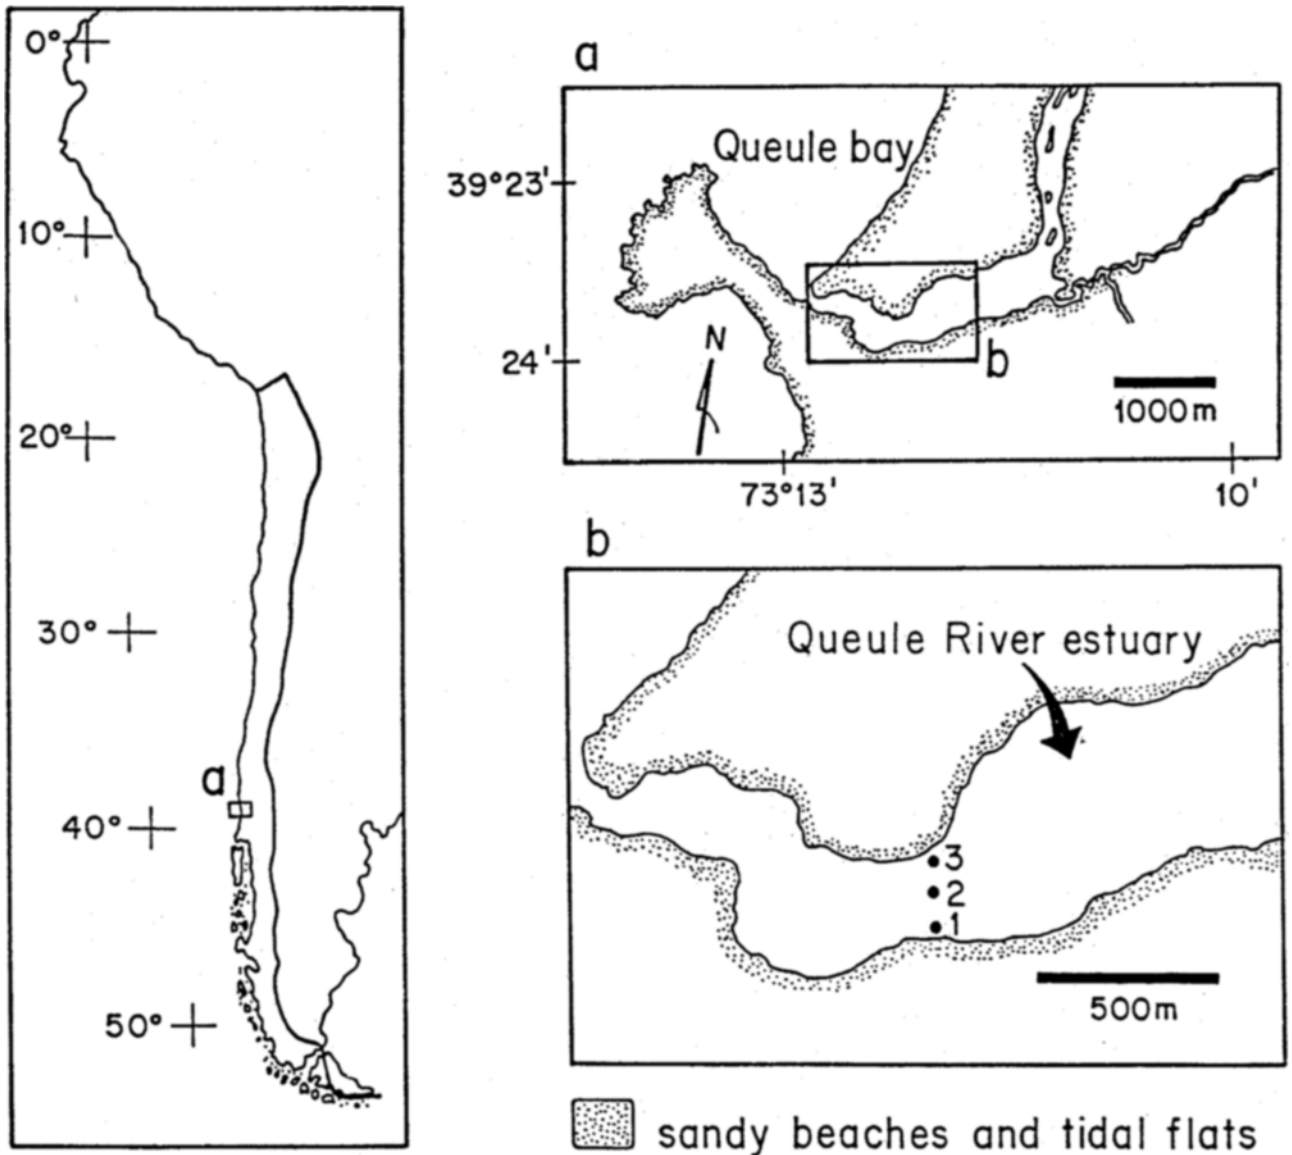 0°
10°
20°
30°
a
40°
50°
a
Queule bay
39°23'
24'
N
b
1000m
73°13'
10'
b
Queule River estuary
3
2
1
500m
sandy beaches and tidal flats